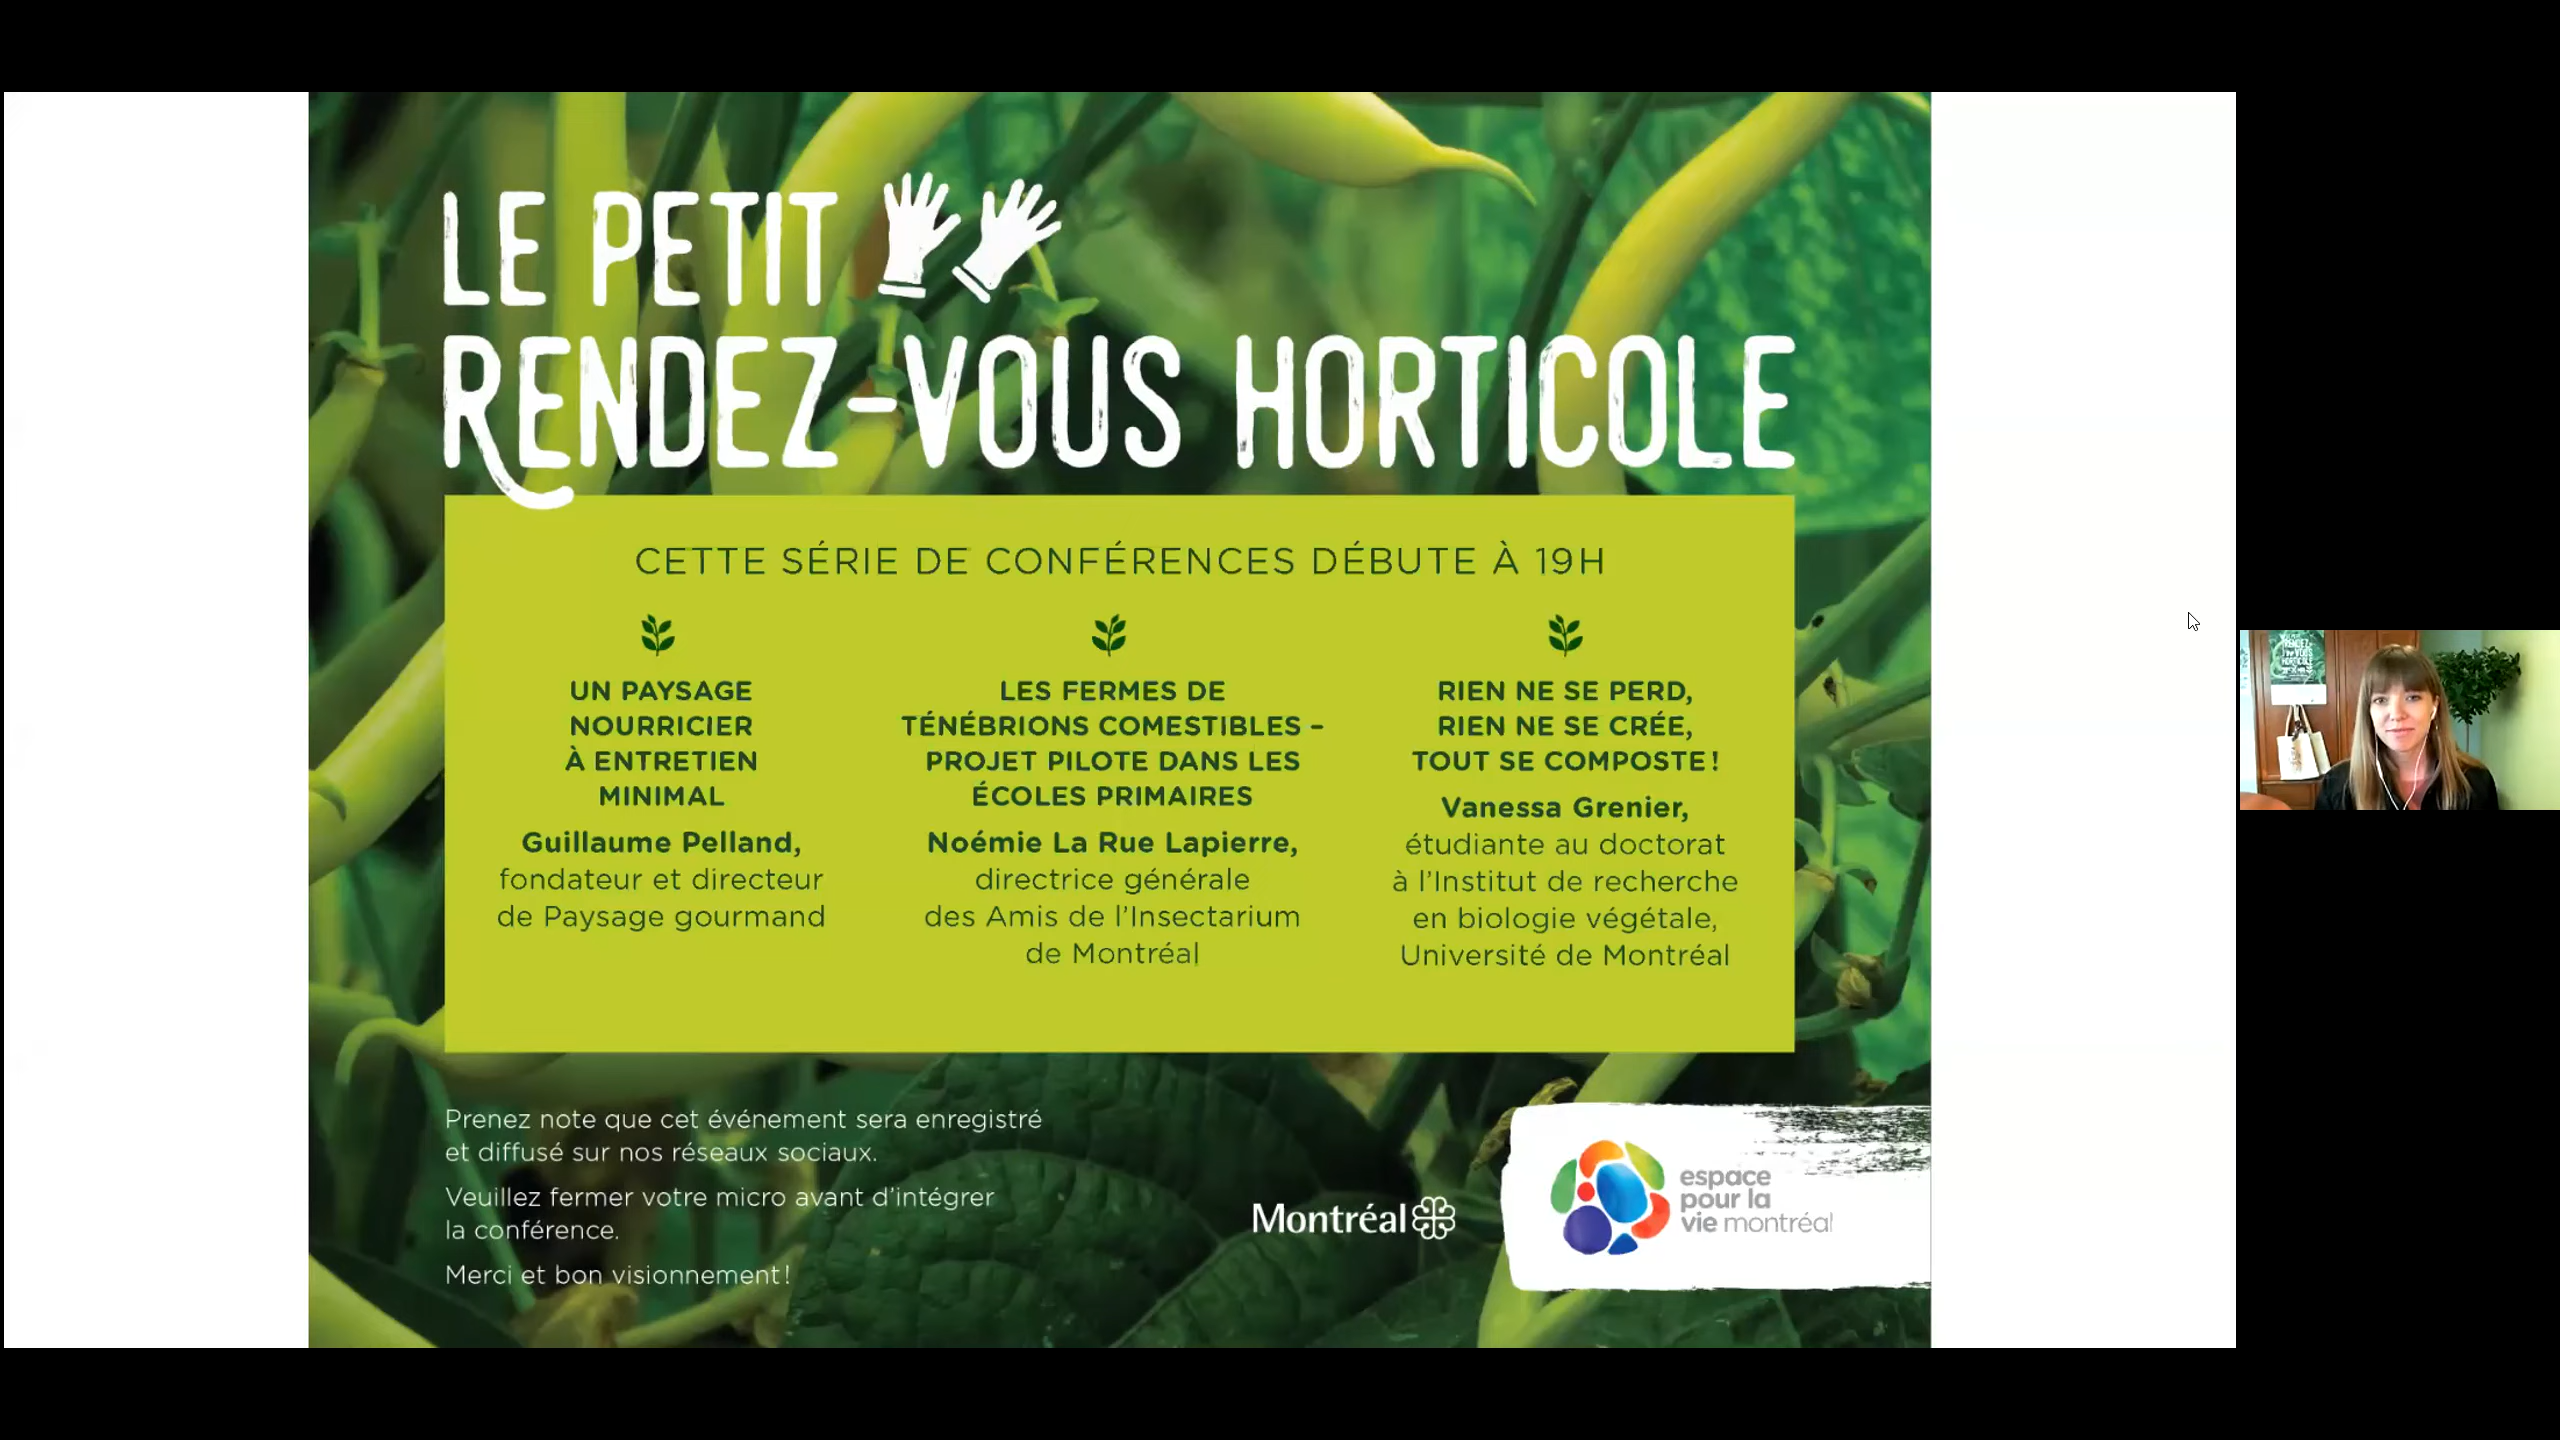 LE PETIT
RENDEZ-VOUS HORTICOLE
CETTE SÉRIE DE CONFÉRENCES DÉBUTE À 19H
UN PAYSAGE
NOURRICIER
À ENTRETIEN
MINIMAL
Guillaume Pelland,
fondateur et directeur
de Paysage gourmand
LES FERMES DE
TÉNÉBRIONS COMESTIBLES –
PROJET PILOTE DANS LES
ÉCOLES PRIMAIRES
Noémie La Rue Lapierre,
directrice générale
des Amis de l'Insectarium
de Montréal
RIEN NE SE PERD,
RIEN NE SE CRÉE,
TOUT SE COMPOSTE !
Vanessa Grenier,
étudiante au doctorat
à l'Institut de recherche
en biologie végétale,
Université de Montréal
Prenez note que cet événement sera enregistré
et diffusé sur nos réseaux sociaux.
Veuillez fermer votre micro avant d'intégrer
la conférence.
Merci et bon visionnement !
Montréal
espace
pour la
vie montréal
RENDEZ-
VOUS
HORTICOLE